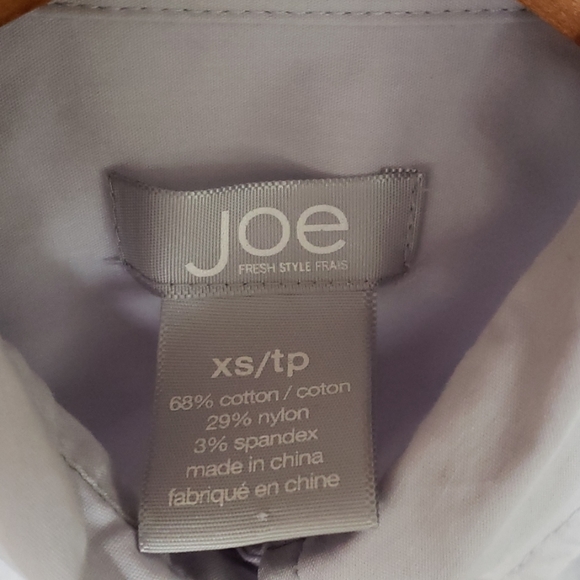 joe
FRESH STYLE FRAIS
xs/tp
68% cotton / coton
29% nylon
3% spandex
made in china
fabriqué en chine